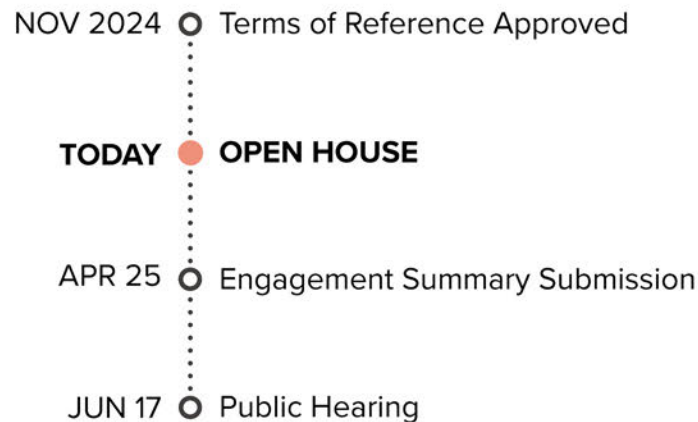 NOV 2024 Terms of Reference Approved
TODAY OPEN HOUSE
APR 25 Engagement Summary Submission
JUN 17 Public Hearing